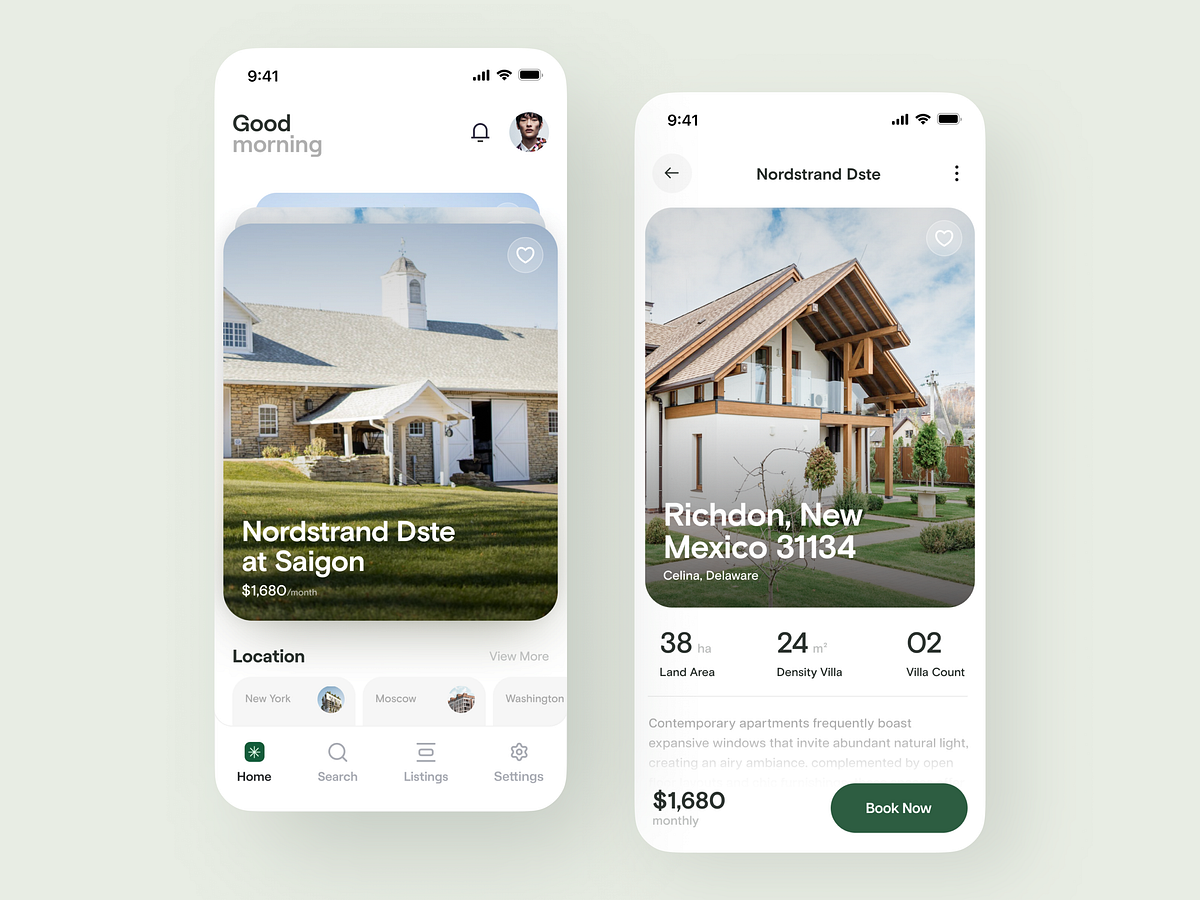 9:41
Good
morning
Nordstrand Dste
at Saigon
$1,680/month
Location
View More
New York
Moscow
Washington
Home
Search
Listings
Settings
9:41
Nordstrand Dste
Richdon, New
Mexico 31134
Celina, Delaware
38 ha
Land Area
24 m²
Density Villa
02
Villa Count
Contemporary apartments frequently boast
expansive windows that invite abundant natural light,
creating an airy ambiance. complemented by open
$1,680
monthly
Book Now